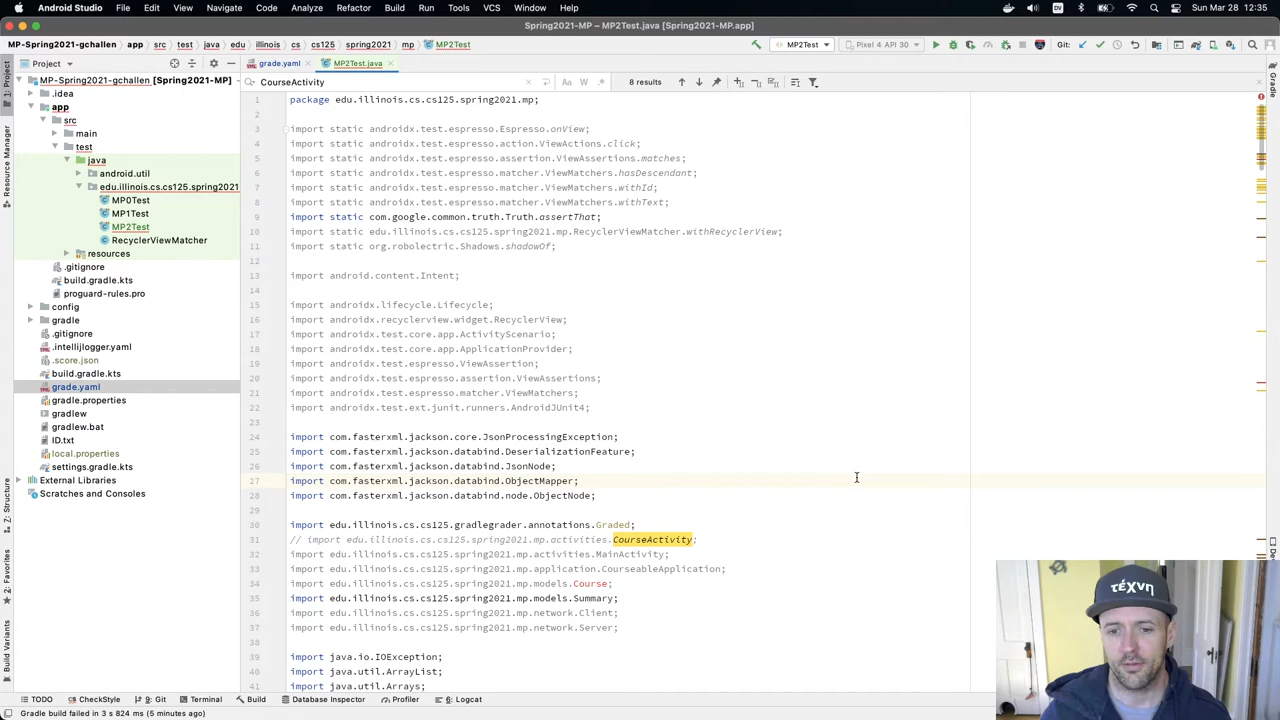 Android Studio File Edit View Navigate Code Analyze Refactor Build Run Tools VCS Window Help DV Sun Mar 28 12:35
Spring2021-MP – MP2Test.java [Spring2021-MP.app]
MP-Spring2021-gchallen app src test java edu illinois cs cs125 spring2021 mp MP2Test MP2Test Pixel 4 API 30 Git:
Project grade.yaml MP2Test.java
MP-Spring2021-gchallen [Spring2021-MP]
.idea
app
src
main
test
java
android.util
edu.illinois.cs.cs125.spring2021
MP0Test
MP1Test
MP2Test
RecyclerViewMatcher
resources
.gitignore
build.gradle.kts
proguard-rules.pro
config
gradle
.gitignore
.intelijlogger.yaml
.score.json
build.gradle.kts
grade.yaml
gradle.properties
gradlew
gradlew.bat
ID.txt
local.properties
settings.gradle.kts
External Libraries
Scratches and Consoles
1: Project
Resource Manager
7: Structure
2: Favorites
Build Variants
CourseActivity Aa W .* 8 results
1 package edu.illinois.cs.cs125.spring2021.mp;
2
3 import static androidx.test.espresso.Espresso.onView;
4 import static androidx.test.espresso.action.ViewActions.click;
5 import static androidx.test.espresso.assertion.ViewAssertions.matches;
6 import static androidx.test.espresso.matcher.ViewMatchers.hasDescendant;
7 import static androidx.test.espresso.matcher.ViewMatchers.withId;
8 import static androidx.test.espresso.matcher.ViewMatchers.withText;
9 import static com.google.common.truth.Truth.assertThat;
10 import static edu.illinois.cs.cs125.spring2021.mp.RecyclerViewMatcher.withRecyclerView;
11 import static org.robolectric.Shadows.shadowOf;
12
13 import android.content.Intent;
14
15 import androidx.lifecycle.Lifecycle;
16 import androidx.recyclerview.widget.RecyclerView;
17 import androidx.test.core.app.ActivityScenario;
18 import androidx.test.core.app.ApplicationProvider;
19 import androidx.test.espresso.ViewAssertion;
20 import androidx.test.espresso.assertion.ViewAssertions;
21 import androidx.test.espresso.matcher.ViewMatchers;
22 import androidx.test.ext.junit.runners.AndroidJUnit4;
24 import com.fasterxml.jackson.core.JsonProcessingException;
25 import com.fasterxml.jackson.databind.DeserializationFeature;
26 import com.fasterxml.jackson.databind.JsonNode;
27 import com.fasterxml.jackson.databind.ObjectMapper;
28 import com.fasterxml.jackson.databind.node.ObjectNode;
30 import edu.illinois.cs.cs125.gradlegrader.annotations.Graded;
31 // import edu.illinois.cs.cs125.spring2021.mp.activities.CourseActivity;
32 import edu.illinois.cs.cs125.spring2021.mp.activities.MainActivity;
33 import edu.illinois.cs.cs125.spring2021.mp.application.CourseableApplication;
34 import edu.illinois.cs.cs125.spring2021.mp.models.Course;
35 import edu.illinois.cs.cs125.spring2021.mp.models.Summary;
36 import edu.illinois.cs.cs125.spring2021.mp.network.Client;
37 import edu.illinois.cs.cs125.spring2021.mp.network.Server;
38
39 import java.io.IOException;
40 import java.util.ArrayList;
41 import java.util.Arrays;
Gradle
τέχνη
TODO CheckStyle 9: Git Terminal Build Database Inspector Profiler 6: Logcat
Gradle build failed in 3 s 824 ms (5 minutes ago)